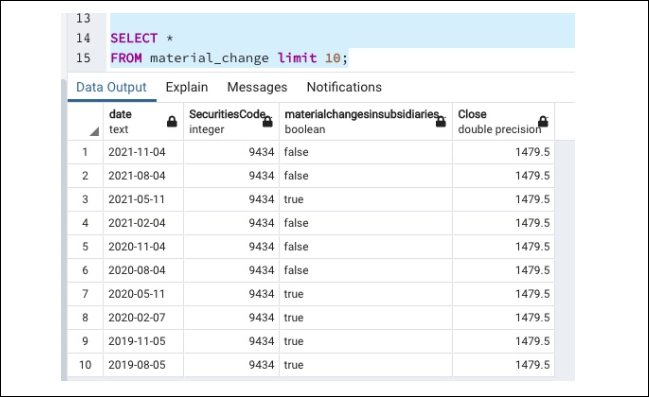 13
14 SELECT *
15 FROM material_change limit 10;
Data Output Explain Messages Notifications
date SecuritiesCode materialchangesinsubsidiaries Close
text integer boolean double precision
1 2021-11-04 9434 false 1479.5
2 2021-08-04 9434 false 1479.5
3 2021-05-11 9434 true 1479.5
4 2021-02-04 9434 false 1479.5
5 2020-11-04 9434 false 1479.5
6 2020-08-04 9434 false 1479.5
7 2020-05-11 9434 true 1479.5
8 2020-02-07 9434 true 1479.5
9 2019-11-05 9434 true 1479.5
10 2019-08-05 9434 true 1479.5